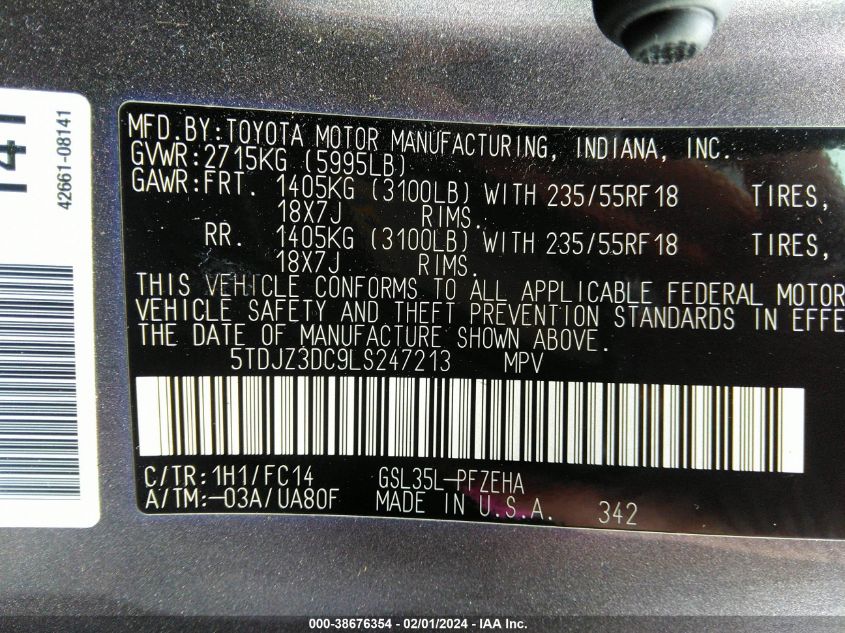 141
42661-08141
MFD.BY:TOYOTA MOTOR MANUFACTURING, INDIANA, INC.
GVWR:2715KG (5995LB)
GAWR:FRT. 1405KG (3100LB) WITH 235/55RF18 TIRES,
18X7J RIMS.
RR. 1405KG (3100LB) WITH 235/55RF18 TIRES,
18X7J RIMS.
THIS VEHICLE CONFORMS TO ALL APPLICABLE FEDERAL MOTOR
VEHICLE SAFETY AND THEFT PREVENTION STANDARDS IN EFFE
THE DATE OF MANUFACTURE SHOWN ABOVE.
5TDJZ3DC9LS247213 MPV
C/TR:1H1/FC14 GSL35L-PFZEHA
A/TM:-03A/UA80F MADE IN U.S.A. 342
000-38676354 - 02/01/2024 - IAA Inc.